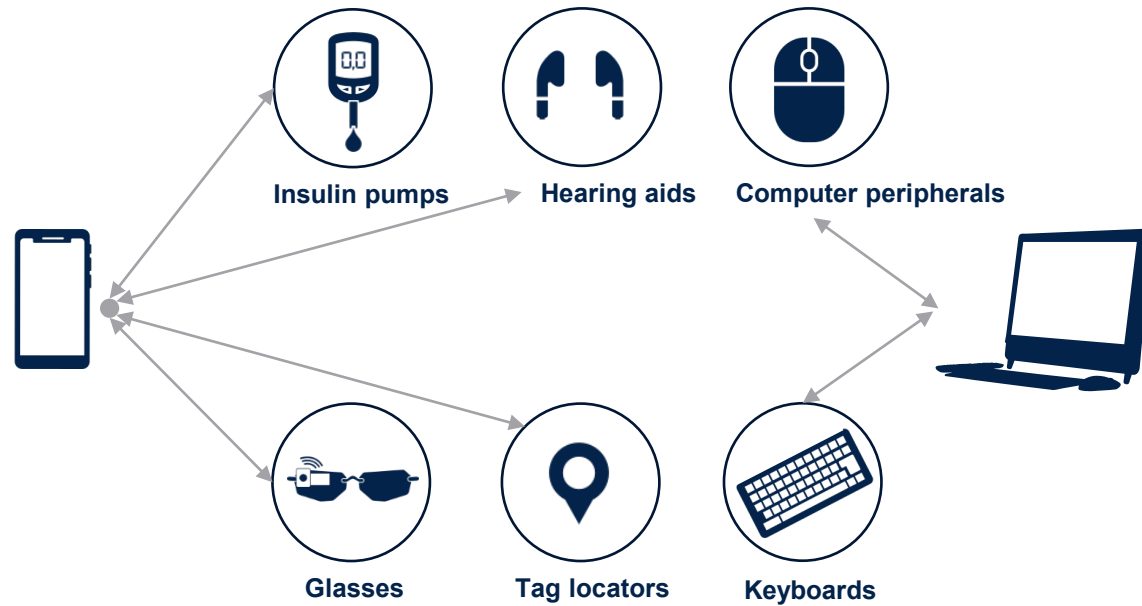 0,0
Insulin pumps
Hearing aids
Computer peripherals
Glasses
Tag locators
Keyboards